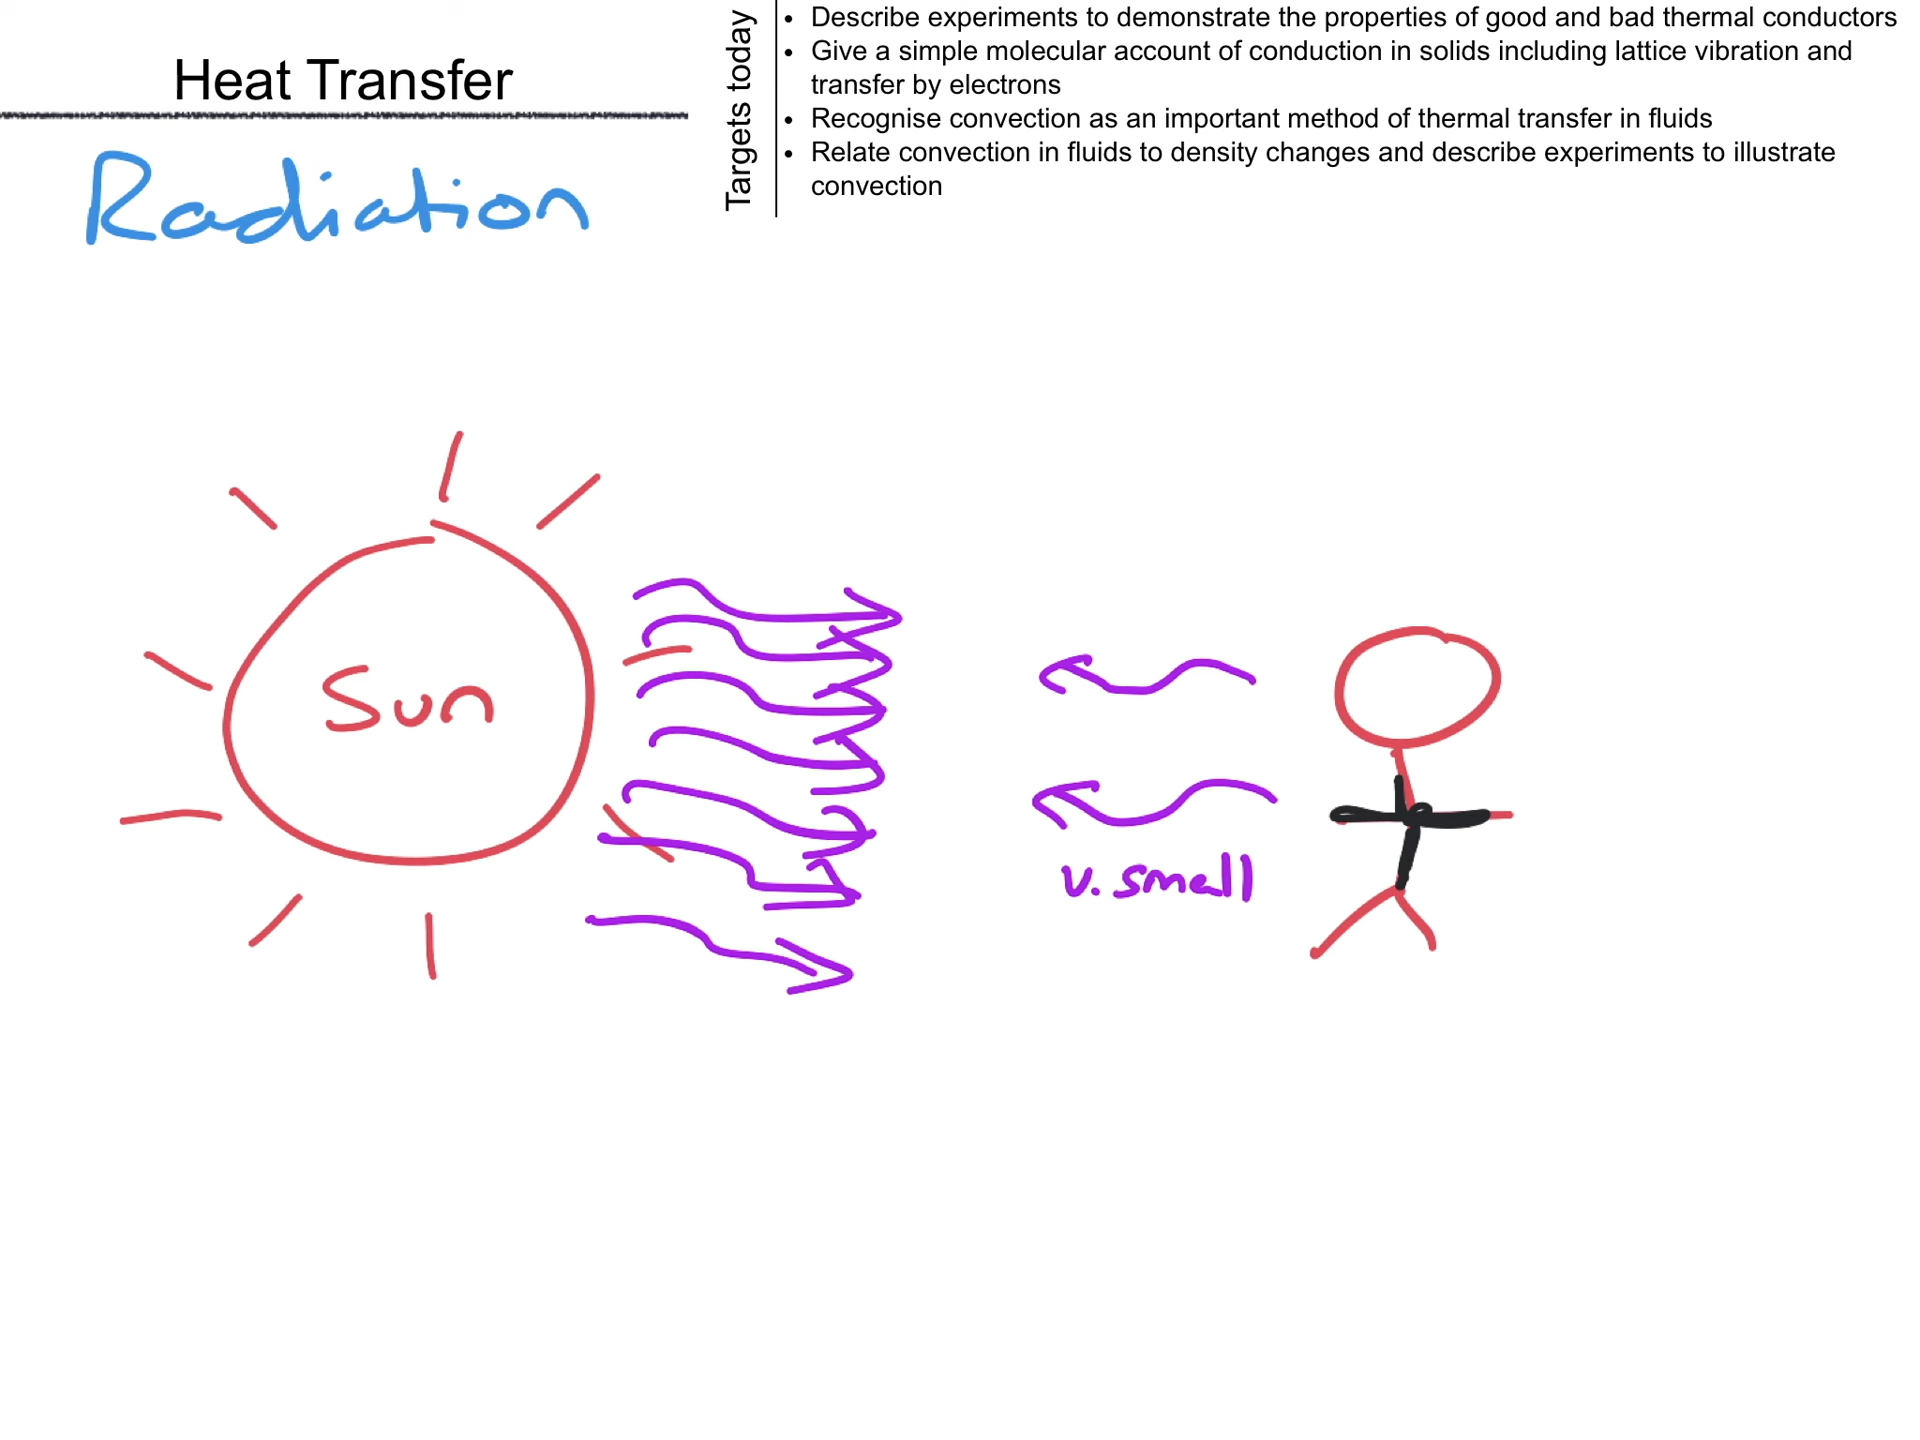 Heat Transfer
Radiation
Targets today
• Describe experiments to demonstrate the properties of good and bad thermal conductors
• Give a simple molecular account of conduction in solids including lattice vibration and
transfer by electrons
• Recognise convection as an important method of thermal transfer in fluids
• Relate convection in fluids to density changes and describe experiments to illustrate
convection
Sun
v. small